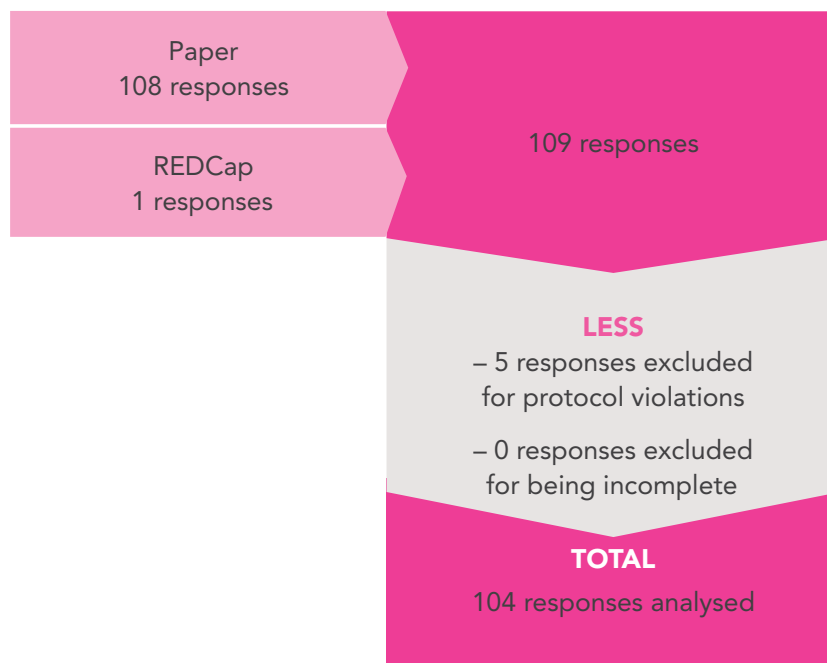 Paper
108 responses
REDCap
1 responses
109 responses
LESS
– 5 responses excluded
for protocol violations
– 0 responses excluded
for being incomplete
TOTAL
104 responses analysed